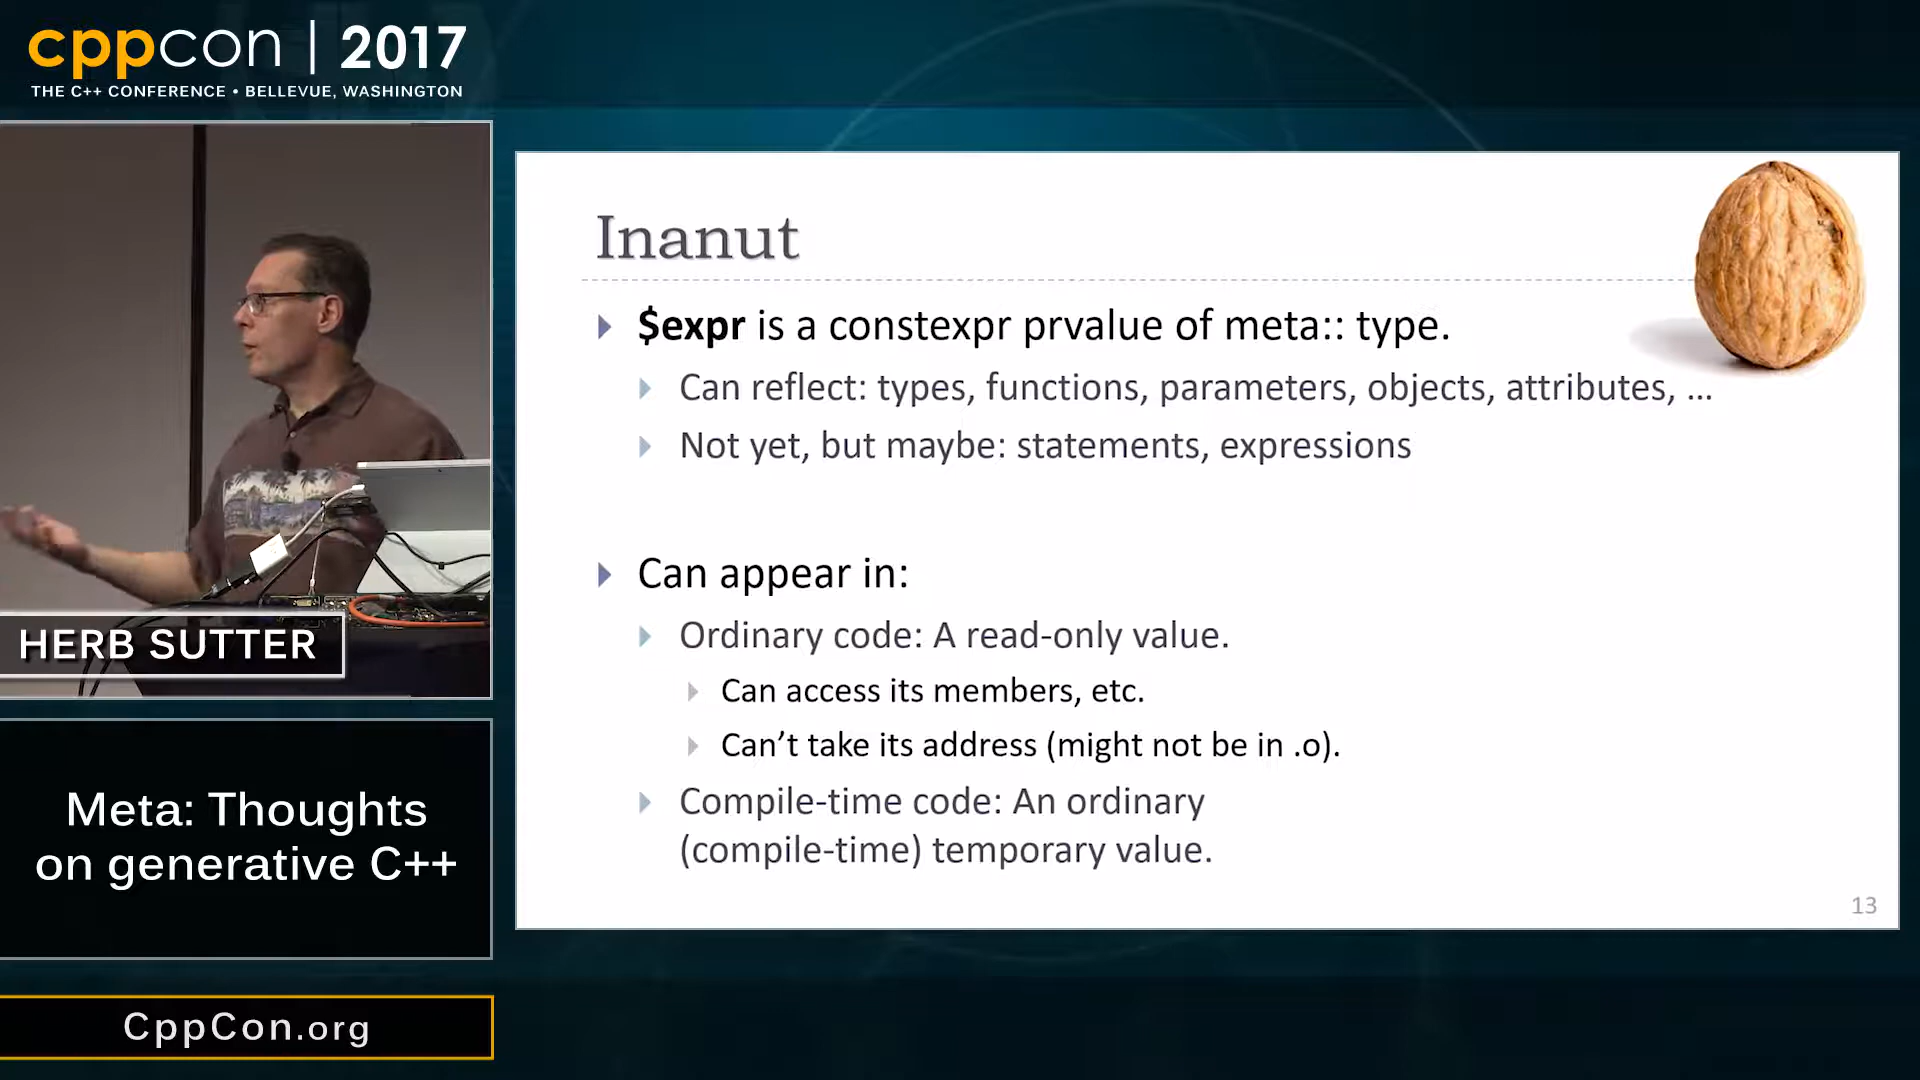 cppcon | 2017
THE C++ CONFERENCE • BELLEVUE, WASHINGTON
HERB SUTTER
Meta: Thoughts
on generative C++
CppCon.org
Inanut
$expr is a constexpr prvalue of meta:: type.
Can reflect: types, functions, parameters, objects, attributes, …
Not yet, but maybe: statements, expressions
Can appear in:
Ordinary code: A read-only value.
Can access its members, etc.
Can’t take its address (might not be in .o).
Compile-time code: An ordinary
(compile-time) temporary value.
13